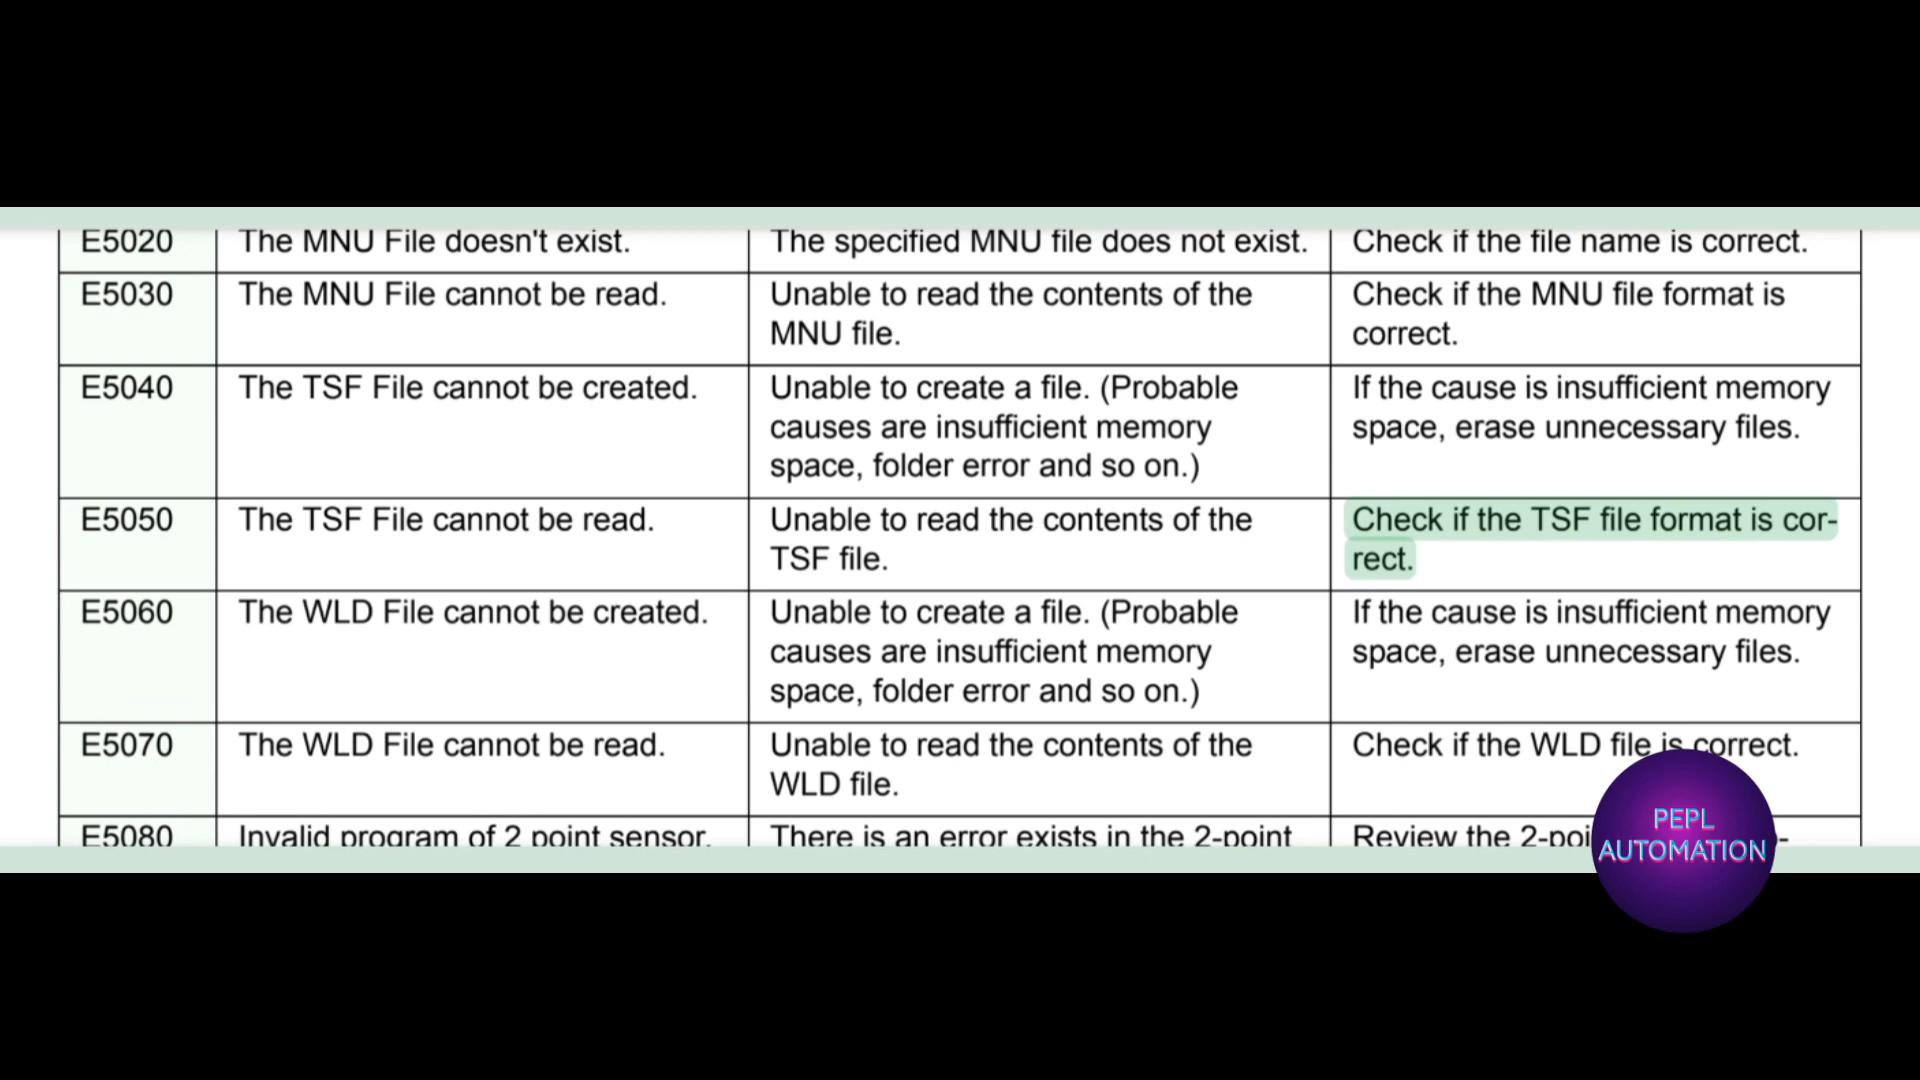 E5020 The MNU File doesn't exist. The specified MNU file does not exist. Check if the file name is correct.
E5030 The MNU File cannot be read. Unable to read the contents of the Check if the MNU file format is
MNU file. correct.
E5040 The TSF File cannot be created. Unable to create a file. (Probable If the cause is insufficient memory
causes are insufficient memory space, erase unnecessary files.
space, folder error and so on.)
E5050 The TSF File cannot be read. Unable to read the contents of the Check if the TSF file format is cor-
TSF file. rect.
E5060 The WLD File cannot be created. Unable to create a file. (Probable If the cause is insufficient memory
causes are insufficient memory space, erase unnecessary files.
space, folder error and so on.)
E5070 The WLD File cannot be read. Unable to read the contents of the Check if the WLD file is correct.
WLD file.
E5080 Invalid program of 2 point sensor. There is an error exists in the 2-point Review the 2-poi
PEPL
AUTOMATION